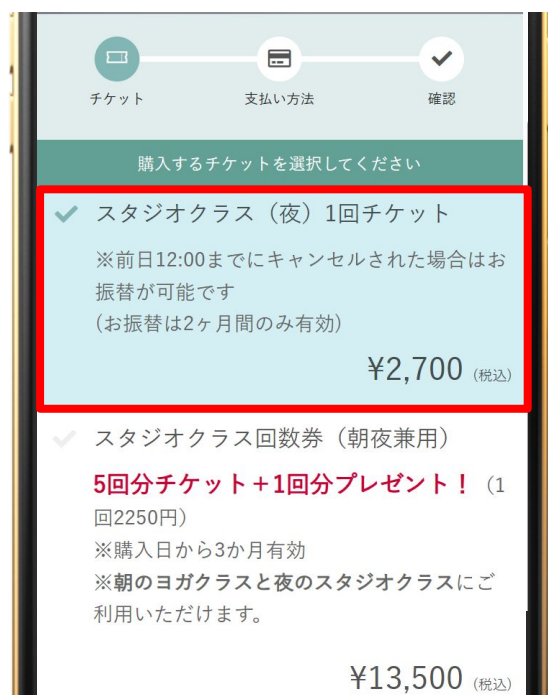 チケット
支払い方法
確認
購入するチケットを選択してください
スタジオクラス（夜）1回チケット
※前日12:00までにキャンセルされた場合はお
振替が可能です
(お振替は2ヶ月間のみ有効)
¥2,700 (税込)
スタジオクラス回数券（朝夜兼用）
5回分チケット＋1回分プレゼント！（1
回2250円）
※購入日から3か月有効
※朝のヨガクラスと夜のスタジオクラスにご
利用いただけます。
¥13,500 (税込)